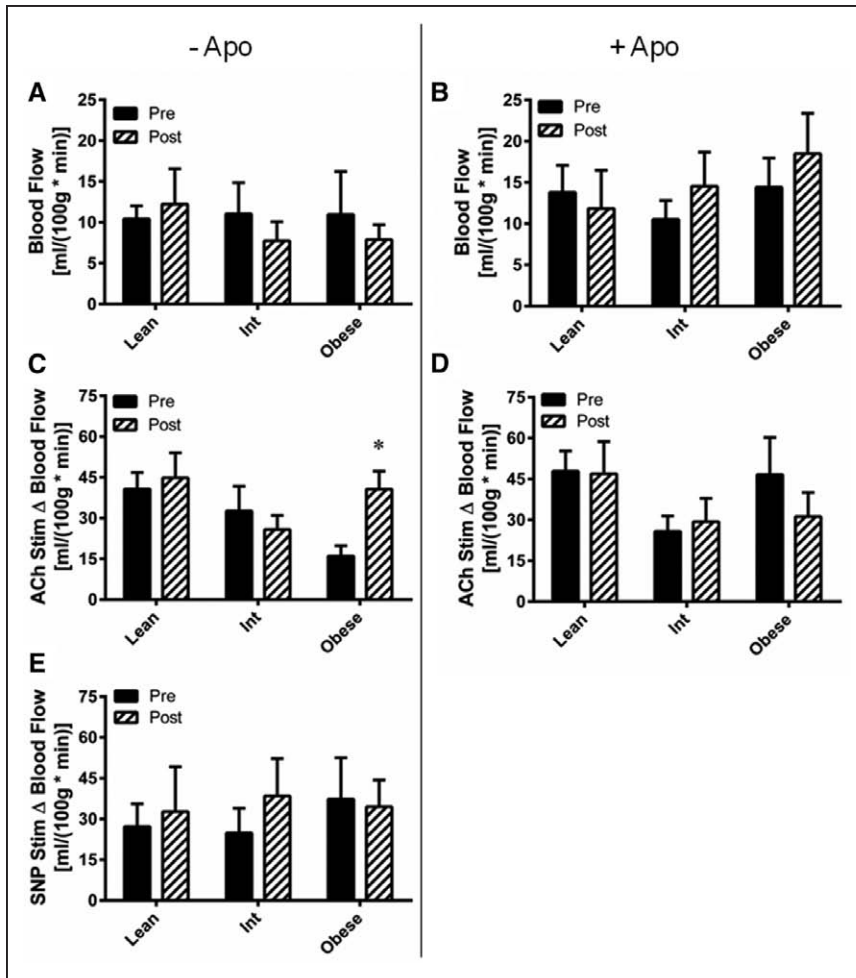 - Apo
+ Apo
A
Blood Flow
[ml/(100g * min)]
25
20
15
10
5
0
Pre
Post
Lean
Int
Obese
B
Blood Flow
[ml/(100g * min)]
25
20
15
10
5
0
Pre
Post
Lean
Int
Obese
C
ACh Stim Δ Blood Flow
[ml/(100g * min)]
75
60
45
30
15
0
Pre
Post
*
Lean
Int
Obese
D
ACh Stim Δ Blood Flow
[ml/(100g * min)]
75
60
45
30
15
0
Pre
Post
Lean
Int
Obese
E
SNP Stim Δ Blood Flow
[ml/(100g * min)]
75
60
45
30
15
0
Pre
Post
Lean
Int
Obese